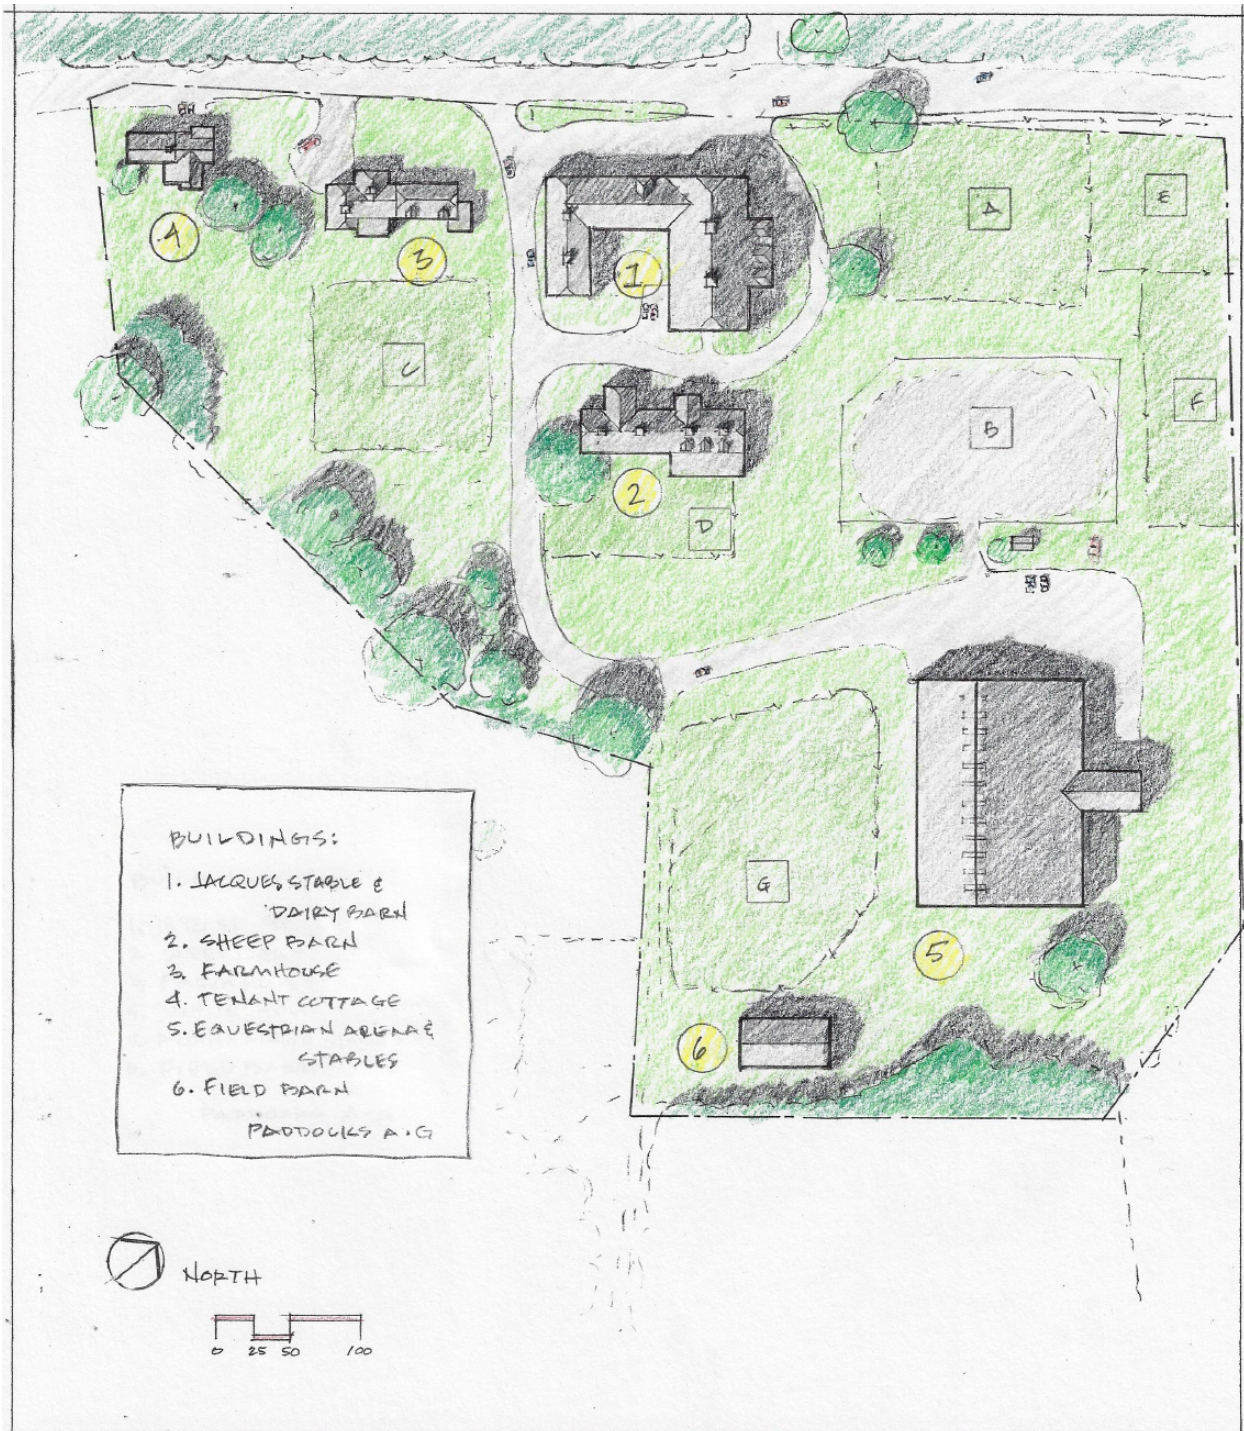 4
3
1
A
E
C
B
F
2
D
G
5
6
BUILDINGS:
1. JACQUES STABLE &
DAIRY BARN
2. SHEEP BARN
3. FARMHOUSE
4. TENANT COTTAGE
5. EQUESTRIAN ARENA &
STABLES
6. FIELD BARN
PADDOCKS A-G
NORTH
0 25 50 100